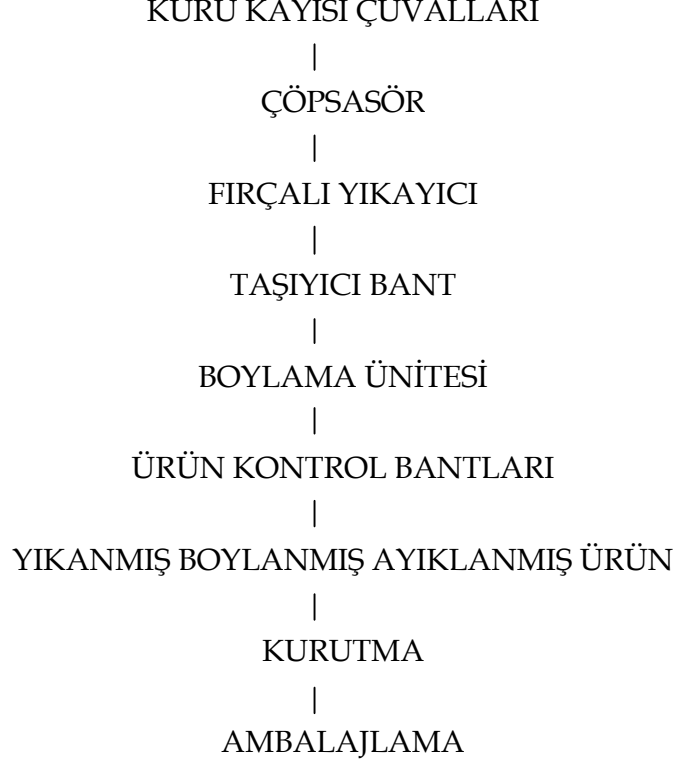 KURU KAYISI ÇUVALLARI
|
ÇÖPSASÖR
|
FIRÇALI YIKAYICI
|
TAŞIYICI BANT
|
BOYLAMA ÜNİTESİ
|
ÜRÜN KONTROL BANTLARI
|
YIKANMIŞ BOYLANMIŞ AYIKLANMIŞ ÜRÜN
|
KURUTMA
|
AMBALAJLAMA